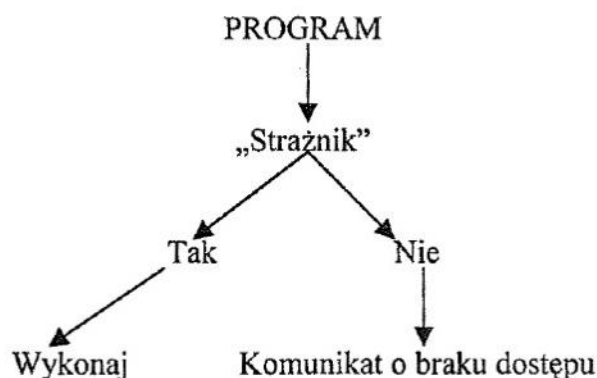 PROGRAM
„Strażnik”
Tak Nie
Wykonaj Komunikat o braku dostępu